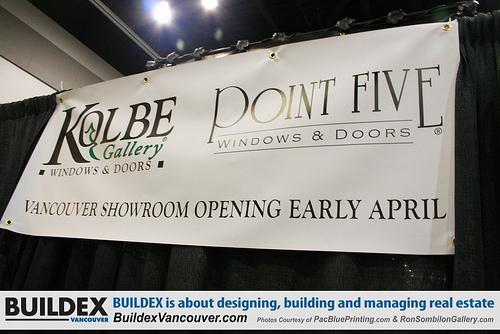 KOLBE
Gallery
WINDOWS & DOORS
POINT FIVE
WINDOWS & DOORS ®
VANCOUVER SHOWROOM OPENING EARLY APRIL
BUILDEX
VANCOUVER
BUILDEX is about designing, building and managing real estate
BuildexVancouver.com
Photos Courtesy of PacBluePrinting.com & RonSombilonGallery.com